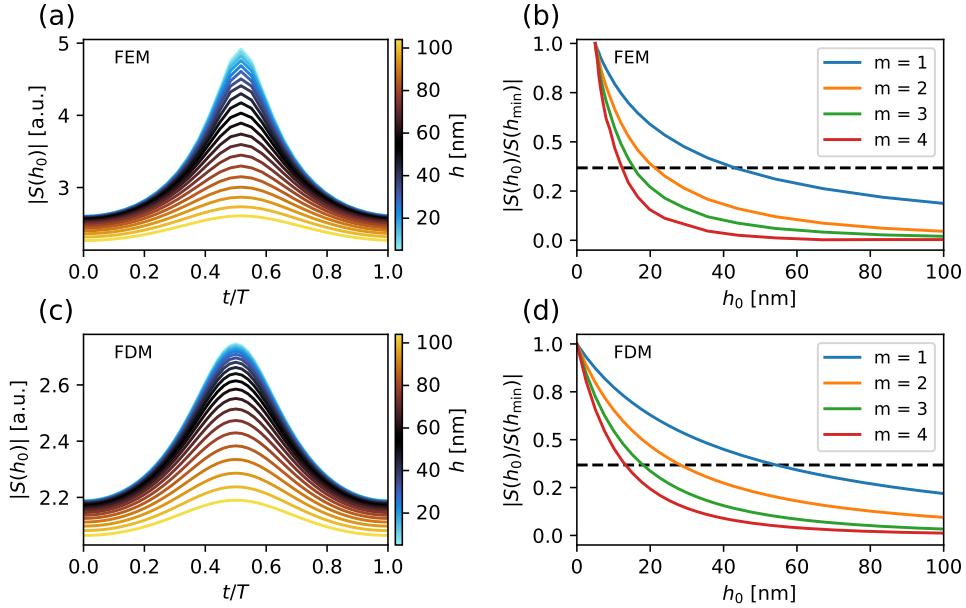 (a)
FEM
5
4
3
|S(h₀)| [a.u.]
0.0 0.2 0.4 0.6 0.8 1.0
t/T
100
80
60
40
20
h [nm]
(b)
FEM
1.0
0.8
0.5
0.2
0.0
|S(h₀)/S(hₘᵢₙ)|
m = 1
m = 2
m = 3
m = 4
0 20 40 60 80 100
h₀ [nm]
(c)
FDM
2.6
2.4
2.2
|S(h₀)| [a.u.]
0.0 0.2 0.4 0.6 0.8 1.0
t/T
100
80
60
40
20
h [nm]
(d)
FDM
1.0
0.8
0.5
0.2
0.0
|S(h₀)/S(hₘᵢₙ)|
m = 1
m = 2
m = 3
m = 4
0 20 40 60 80 100
h₀ [nm]